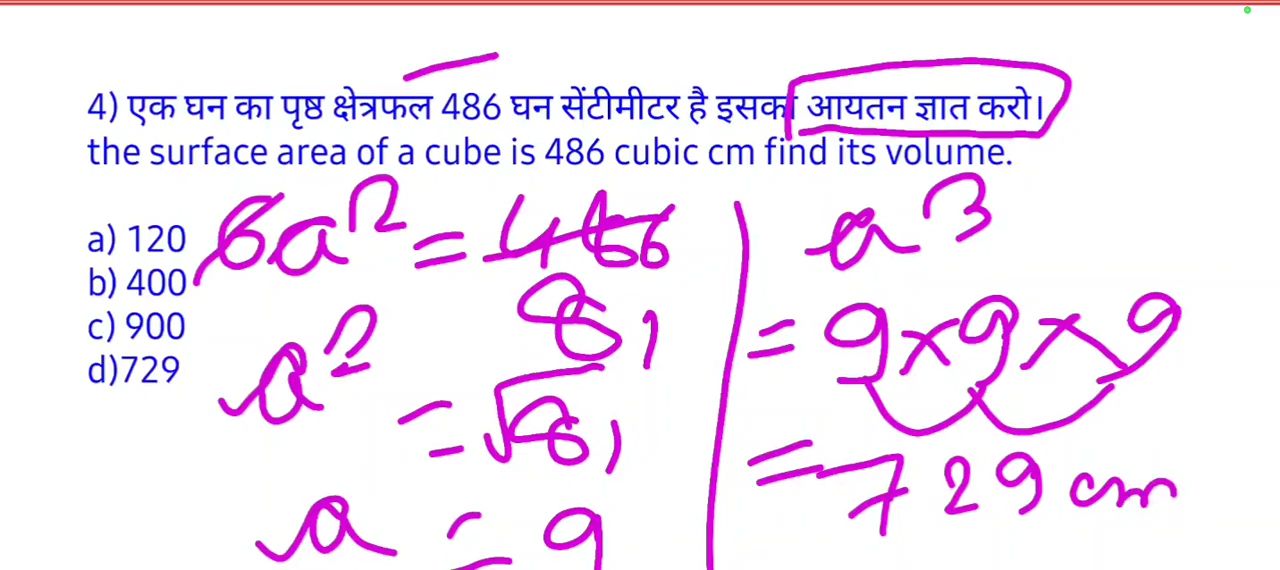 4) एक घन का पृष्ठ क्षेत्रफल 486 घन सेंटीमीटर है इसका आयतन ज्ञात करो।
the surface area of a cube is 486 cubic cm find its volume.
a) 120
b) 400
c) 900
d)729
6a² = 486
81
a² = √81
a = 9
a³
= 9×9×9
= 729 cm